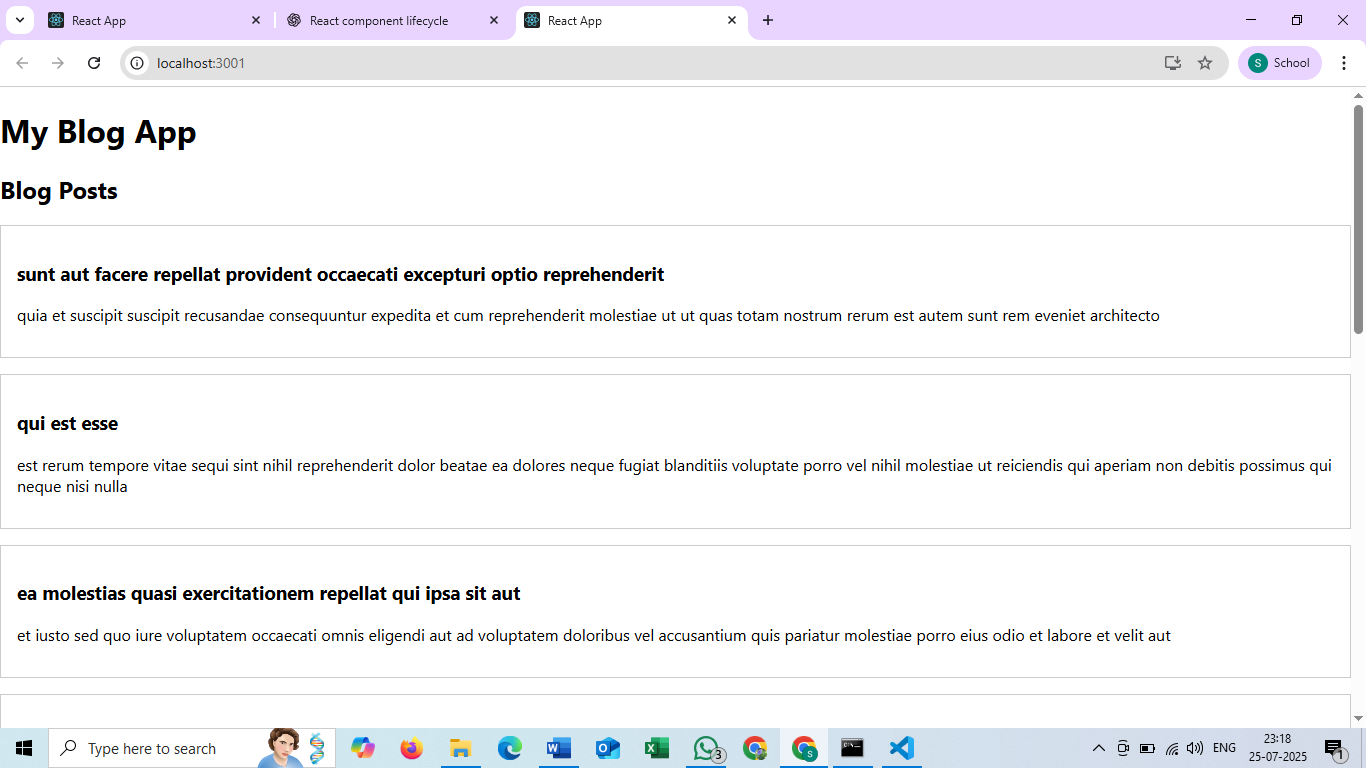 React App
React component lifecycle
React App
localhost:3001
S
School
My Blog App
Blog Posts
sunt aut facere repellat provident occaecati excepturi optio reprehenderit
quia et suscipit suscipit recusandae consequuntur expedita et cum reprehenderit molestiae ut ut quas totam nostrum rerum est autem sunt rem eveniet architecto
qui est esse
est rerum tempore vitae sequi sint nihil reprehenderit dolor beatae ea dolores neque fugiat blanditiis voluptate porro vel nihil molestiae ut reiciendis qui aperiam non debitis possimus qui
neque nisi nulla
ea molestias quasi exercitationem repellat qui ipsa sit aut
et iusto sed quo iure voluptatem occaecati omnis eligendi aut ad voluptatem doloribus vel accusantium quis pariatur molestiae porro eius odio et labore et velit aut
Type here to search
3
S
ENG
23:18
25-07-2025
1